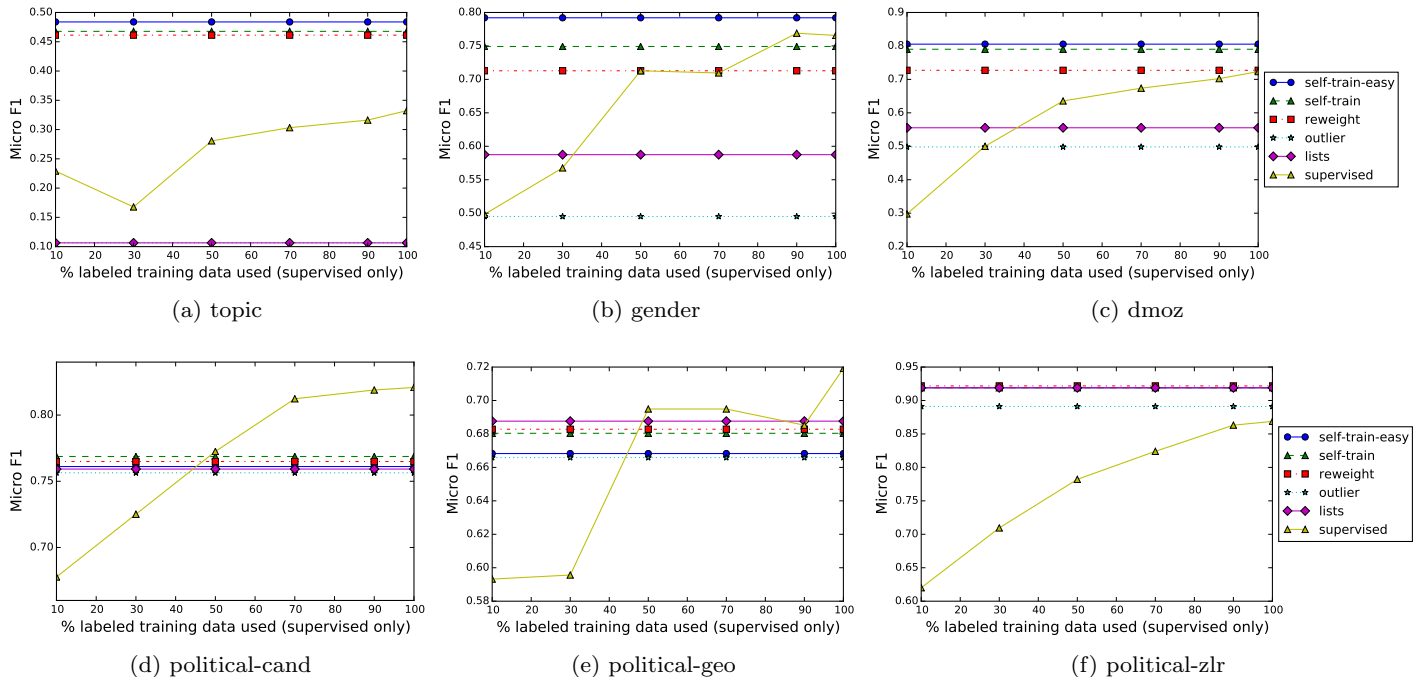 0.50
0.45
0.40
0.35
0.30
0.25
0.20
0.15
0.10
Micro F1
10 20 30 40 50 60 70 80 90 100
% labeled training data used (supervised only)
(a) topic
0.80
0.75
0.70
0.65
0.60
0.55
0.50
0.45
Micro F1
10 20 30 40 50 60 70 80 90 100
% labeled training data used (supervised only)
(b) gender
0.9
0.8
0.7
0.6
0.5
0.4
0.3
0.2
Micro F1
10 20 30 40 50 60 70 80 90 100
% labeled training data used (supervised only)
(c) dmoz
self-train-easy
self-train
reweight
outlier
lists
supervised
0.80
0.75
0.70
Micro F1
10 20 30 40 50 60 70 80 90 100
% labeled training data used (supervised only)
(d) political-cand
0.72
0.70
0.68
0.66
0.64
0.62
0.60
0.58
Micro F1
10 20 30 40 50 60 70 80 90 100
% labeled training data used (supervised only)
(e) political-geo
0.95
0.90
0.85
0.80
0.75
0.70
0.65
0.60
Micro F1
10 20 30 40 50 60 70 80 90 100
% labeled training data used (supervised only)
(f) political-zlr
self-train-easy
self-train
reweight
outlier
lists
supervised